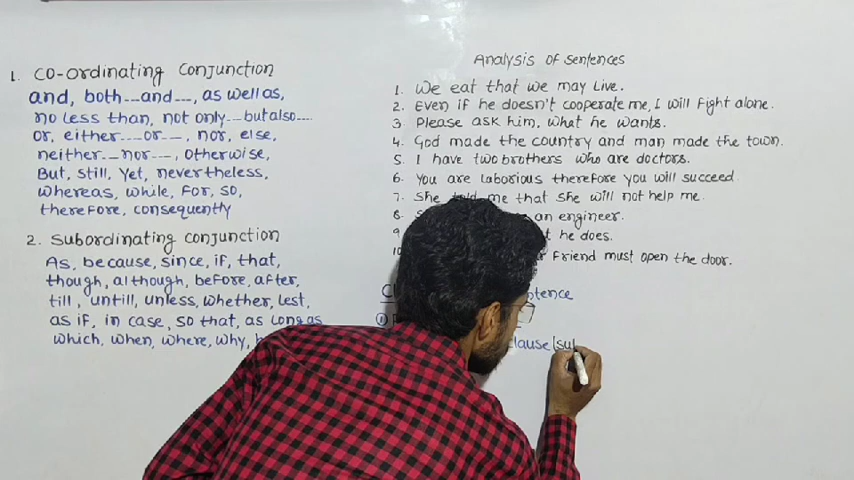 1. Co-ordinating Conjunction
and, both---and---, as well as,
no less than, not only---but also---
or, either---or---, nor, else,
neither---nor---, otherwise,
But, still, yet, nevertheless,
whereas, while, for, so,
therefore, consequently
2. Subordinating conjunction
As, because, since, if, that,
though, although, before, after,
till, untill, unless, whether, lest,
as if, in case, so that, as long as
which, when, where, why,
Analysis of sentences
1. We eat that we may live.
2. Even if he doesn't cooperate me, I will fight alone.
3. Please ask him, what he wants.
4. God made the country and man made the town.
5. I have two brothers who are doctors.
6. You are laborious therefore you will succeed.
7. She told me that she will not help me.
8. an engineer.
9 he does.
10 Friend must open the door.
clause (su